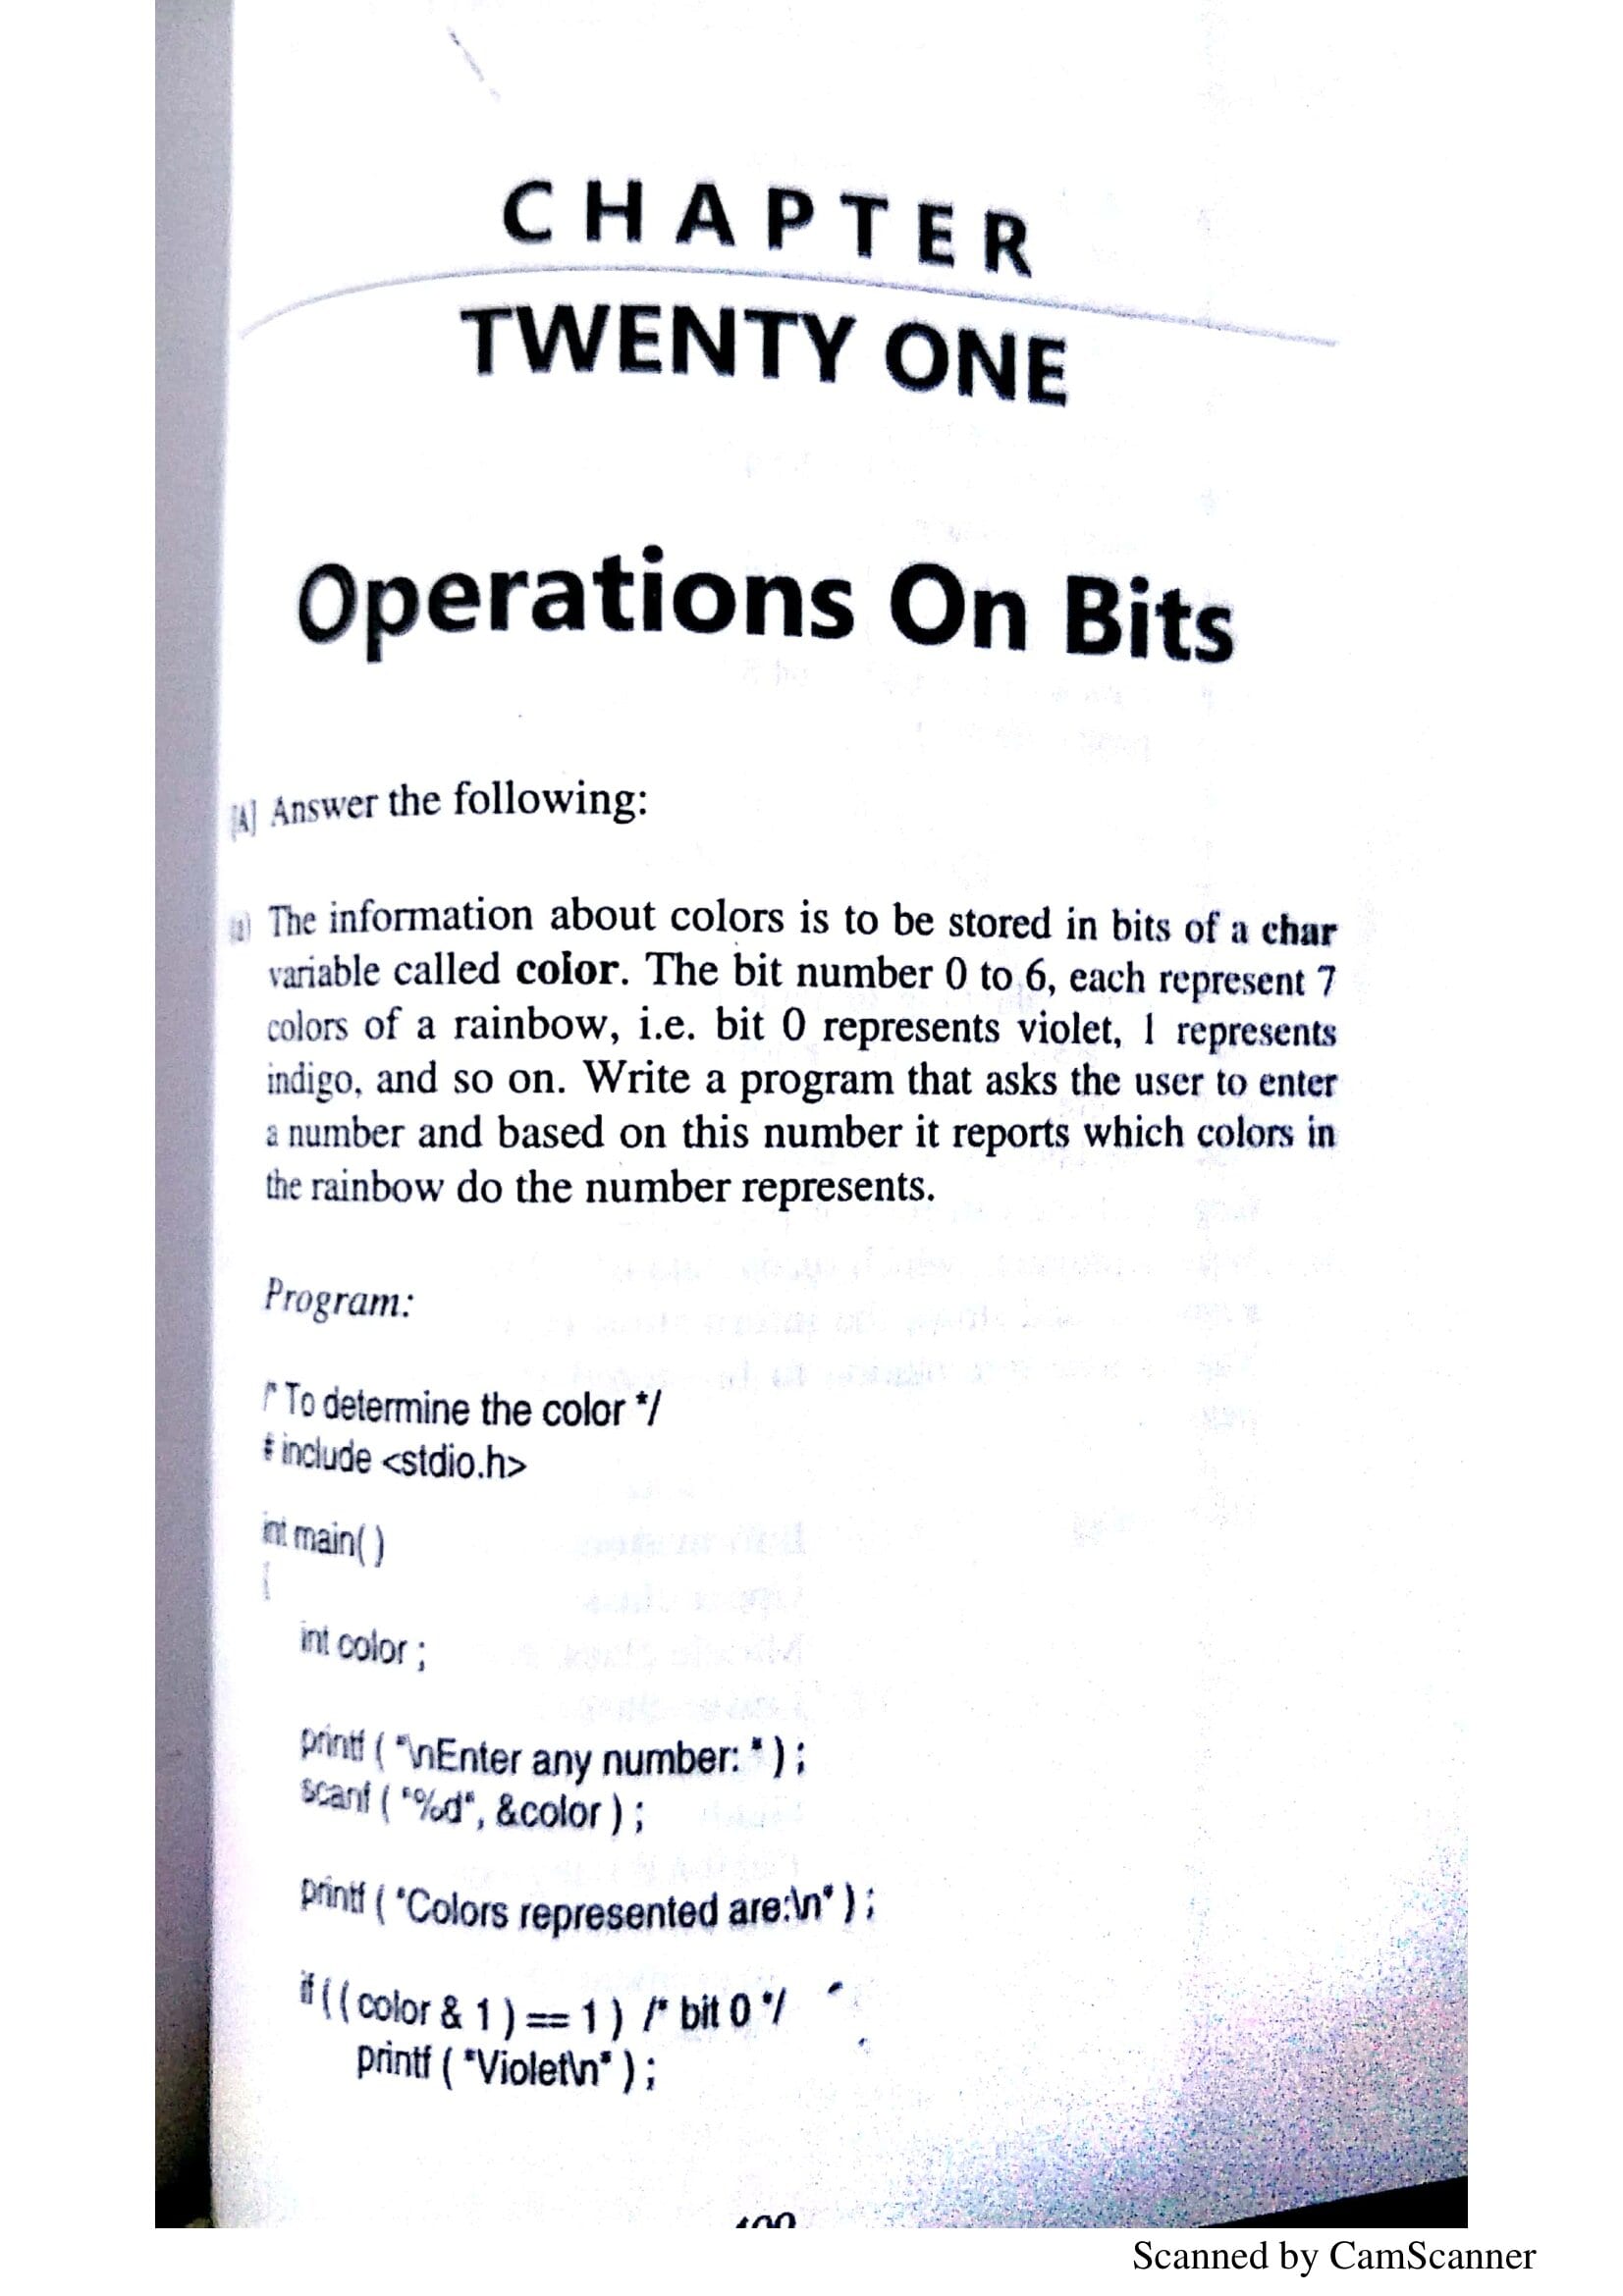 CHAPTER
TWENTY ONE
Operations On Bits
[A] Answer the following:
The information about colors is to be stored in bits of a char
variable called color. The bit number 0 to 6, each represent 7
colors of a rainbow, i.e. bit 0 represents violet, 1 represents
indigo, and so on. Write a program that asks the user to enter
a number and based on this number it reports which colors in
the rainbow do the number represents.
Program:
/* To determine the color */
# include <stdio.h>
int main( )
{
int color ;
printf ( "\nEnter any number: " ) ;
scanf ( "%d", &color ) ;
printf ( "Colors represented are:\n" ) ;
if ( ( color & 1 ) == 1 ) /* bit 0 */
printf ( "Violet\n" ) ;
Scanned by CamScanner